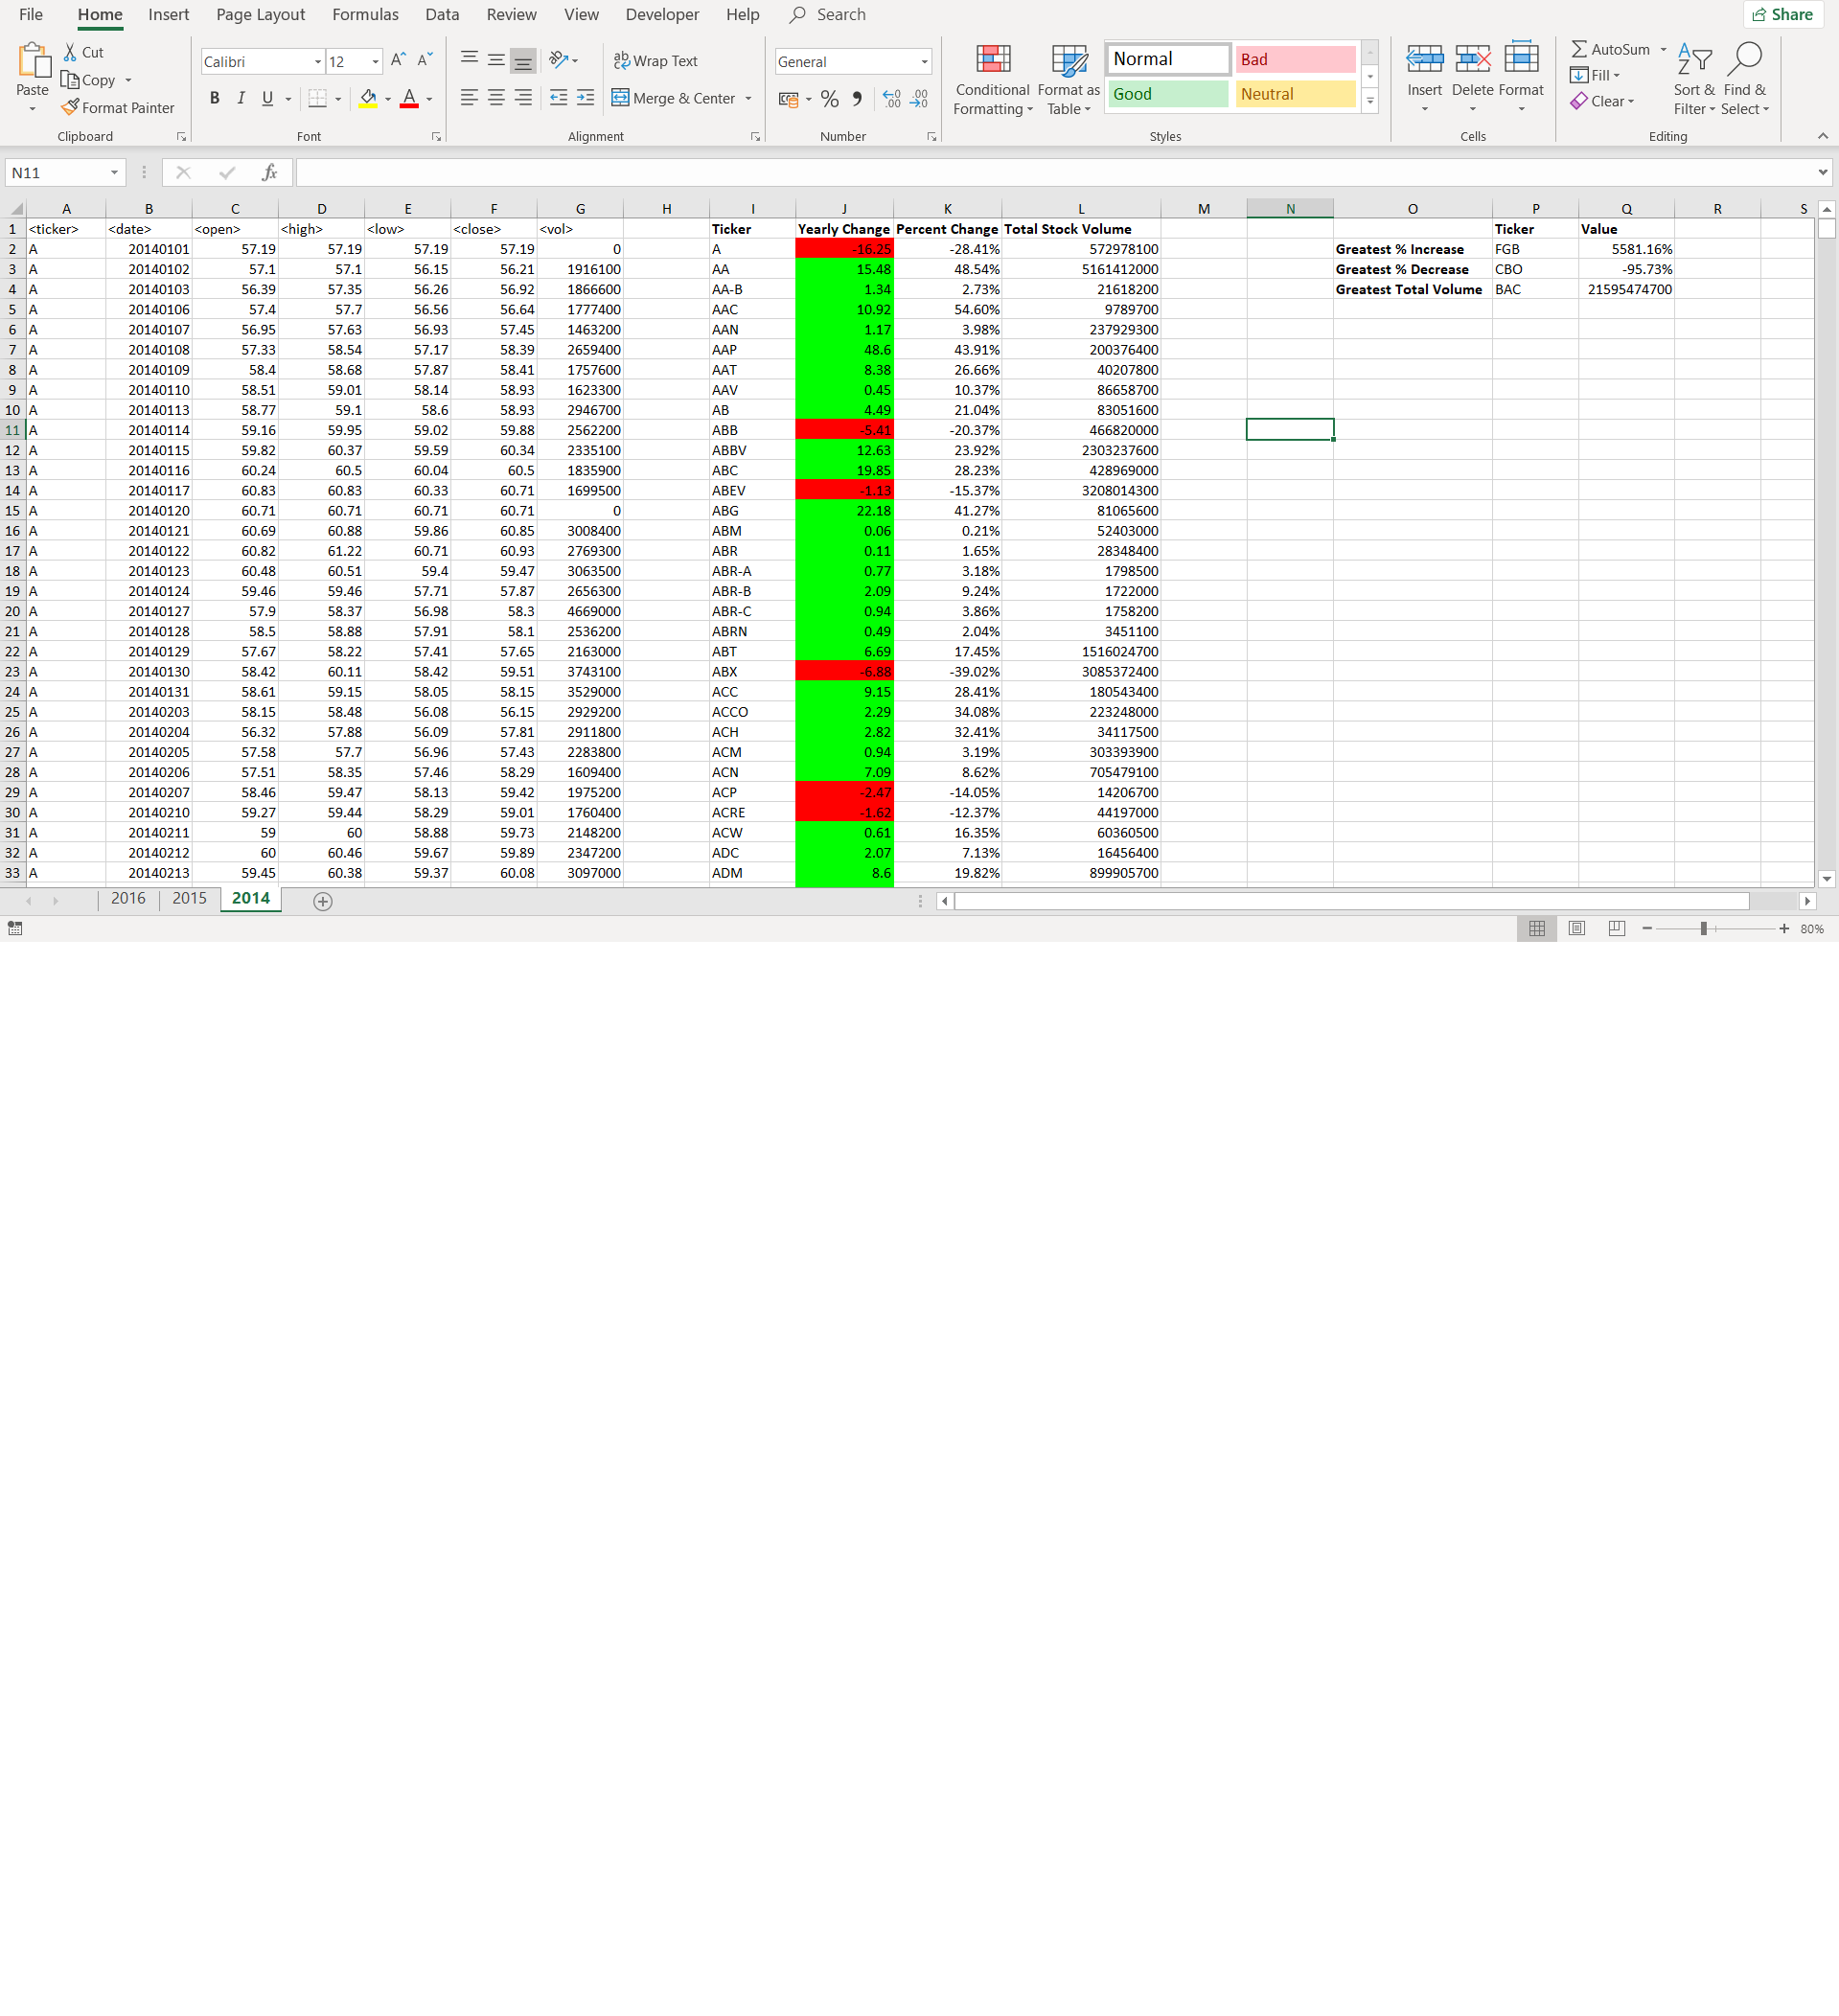 File Home Insert Page Layout Formulas Data Review View Developer Help Search Share
Cut Calibri 12 A A ab Wrap Text General Normal Bad AutoSum
Paste Copy B I U A Merge & Center % Conditional Formatting Format as Table Good Neutral Insert Delete Format Fill Sort & Filter Find & Select
Format Painter Clear
Clipboard Font Alignment Number Styles Cells Editing
N11 fx
A B C D E F G H I J K L M N O P Q R S
1 <ticker> <date> <open> <high> <low> <close> <vol> Ticker Yearly Change Percent Change Total Stock Volume Ticker Value
2 A 20140101 57.19 57.19 57.19 57.19 0 A -16.25 -28.41% 572978100 Greatest % Increase FGB 5581.16%
3 A 20140102 57.1 57.1 56.15 56.21 1916100 AA 15.48 48.54% 5161412000 Greatest % Decrease CBO -95.73%
4 A 20140103 56.39 57.35 56.26 56.92 1866600 AA-B 1.34 2.73% 21618200 Greatest Total Volume BAC 21595474700
5 A 20140106 57.4 57.7 56.56 56.64 1777400 AAC 10.92 54.60% 9789700
6 A 20140107 56.95 57.63 56.93 57.45 1463200 AAN 1.17 3.98% 237929300
7 A 20140108 57.33 58.54 57.17 58.39 2659400 AAP 48.6 43.91% 200376400
8 A 20140109 58.4 58.68 57.87 58.41 1757600 AAT 8.38 26.66% 40207800
9 A 20140110 58.51 59.01 58.14 58.93 1623300 AAV 0.45 10.37% 86658700
10 A 20140113 58.77 59.1 58.6 58.93 2946700 AB 4.49 21.04% 83051600
11 A 20140114 59.16 59.95 59.02 59.88 2562200 ABB -5.41 -20.37% 466820000
12 A 20140115 59.82 60.37 59.59 60.34 2335100 ABBV 12.63 23.92% 2303237600
13 A 20140116 60.24 60.5 60.04 60.5 1835900 ABC 19.85 28.23% 428969000
14 A 20140117 60.83 60.83 60.33 60.71 1699500 ABEV -1.13 -15.37% 3208014300
15 A 20140120 60.71 60.71 60.71 60.71 0 ABG 22.18 41.27% 81065600
16 A 20140121 60.69 60.88 59.86 60.85 3008400 ABM 0.06 0.21% 52403000
17 A 20140122 60.82 61.22 60.71 60.93 2769300 ABR 0.11 1.65% 28348400
18 A 20140123 60.48 60.51 59.4 59.47 3063500 ABR-A 0.77 3.18% 1798500
19 A 20140124 59.46 59.46 57.71 57.87 2656300 ABR-B 2.09 9.24% 1722000
20 A 20140127 57.9 58.37 56.98 58.3 4669000 ABR-C 0.94 3.86% 1758200
21 A 20140128 58.5 58.88 57.91 58.1 2536200 ABRN 0.49 2.04% 3451100
22 A 20140129 57.67 58.22 57.41 57.65 2163000 ABT 6.69 17.45% 1516024700
23 A 20140130 58.42 60.11 58.42 59.51 3743100 ABX -6.88 -39.02% 3085372400
24 A 20140131 58.61 59.15 58.05 58.15 3529000 ACC 9.15 28.41% 180543400
25 A 20140203 58.15 58.48 56.08 56.15 2929200 ACCO 2.29 34.08% 223248000
26 A 20140204 56.32 57.88 56.09 57.81 2911800 ACH 2.82 32.41% 34117500
27 A 20140205 57.58 57.7 56.96 57.43 2283800 ACM 0.94 3.19% 303393900
28 A 20140206 57.51 58.35 57.46 58.29 1609400 ACN 7.09 8.62% 705479100
29 A 20140207 58.46 59.47 58.13 59.42 1975200 ACP -2.47 -14.05% 14206700
30 A 20140210 59.27 59.44 58.29 59.01 1760400 ACRE -1.62 -12.37% 44197000
31 A 20140211 59 60 58.88 59.73 2148200 ACW 0.61 16.35% 60360500
32 A 20140212 60 60.46 59.67 59.89 2347200 ADC 2.07 7.13% 16456400
33 A 20140213 59.45 60.38 59.37 60.08 3097000 ADM 8.6 19.82% 899905700
2016 2015 2014
80%